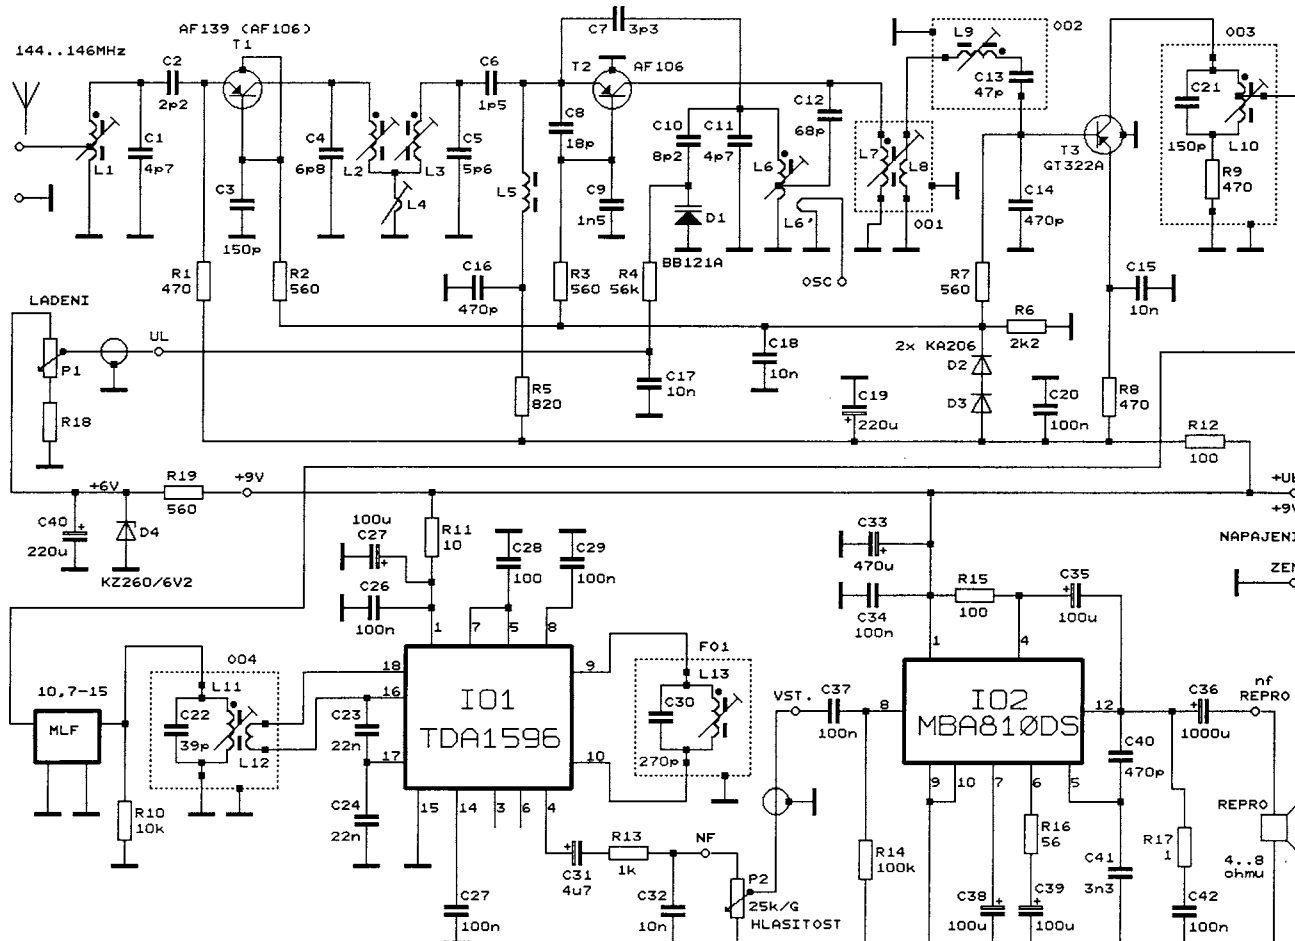 AF139 (AF106)
T1
144..146MHz
C2
2p2
C1
4p7
L1
C3
150p
C4
6p8
L2
L3
L4
C5
5p6
C6
1p5
C7
3p3
T2
AF106
C8
18p
L5
C9
1n5
C10
8p2
C11
4p7
D1
BB121A
L6
L6'
C12
68p
OSC
L7
L8
OO1
L9
OO2
C13
47p
T3
GT322A
C14
470p
OO3
C21
150p
L10
R9
470
C15
10n
R1
470
R2
560
C16
470p
R3
560
R4
56k
R7
560
R6
2k2
LADENI
UL
P1
R18
R5
820
C17
10n
C18
10n
2x KA206
D2
D3
C19
220u
C20
100n
R8
470
R12
100
+6V
R19
560
+9V
C40
220u
D4
KZ260/6V2
100u
C27
R11
10
C28
100
C29
100n
C26
100n
C33
470u
C34
100n
R15
100
C35
100u
NAPAJENI
+9V
1
7
5
8
1
4
10,7-15
MLF
R10
10k
OO4
L11
C22
39p
L12
C23
22n
C24
22n
18
16
17
15
14
3
6
4
9
10
IO1
TDA1596
FO1
L13
C30
270p
VST.
C37
100n
8
IO2
MBA810DS
12
9
10
7
6
5
C36
1000u
nf
REPRO
C40
470p
C27
100n
C31
4u7
R13
1k
NF
C32
10n
P2
25k/G
HLASITOST
R14
100k
C38
100u
R16
56
C39
100u
C41
3n3
R17
1
C42
100n
REPRO
4..8
ohmu